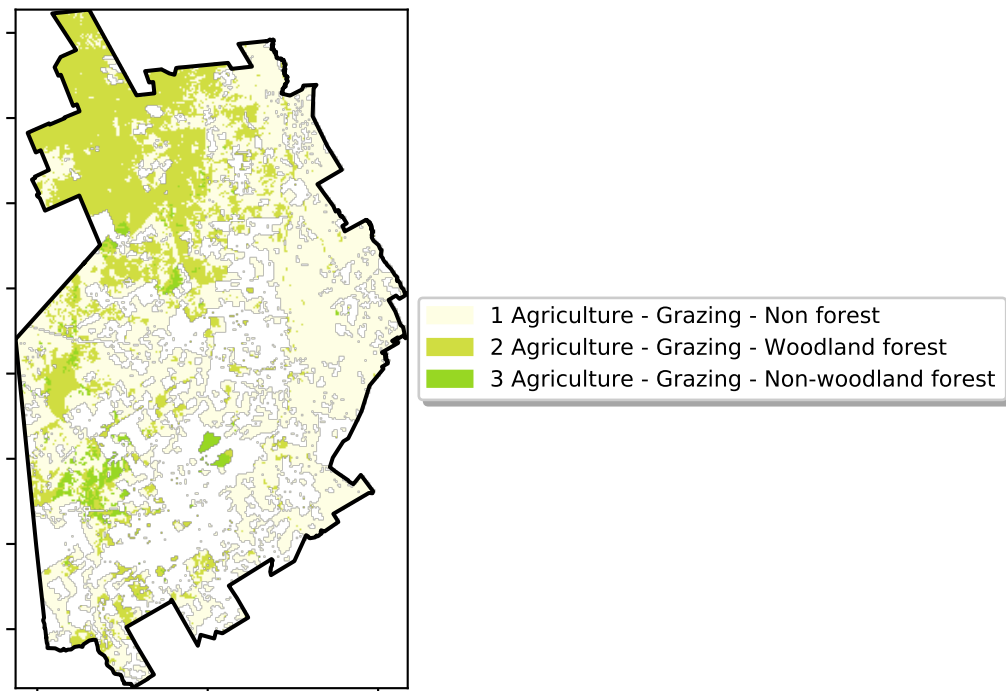 1 Agriculture - Grazing - Non forest
2 Agriculture - Grazing - Woodland forest
3 Agriculture - Grazing - Non-woodland forest